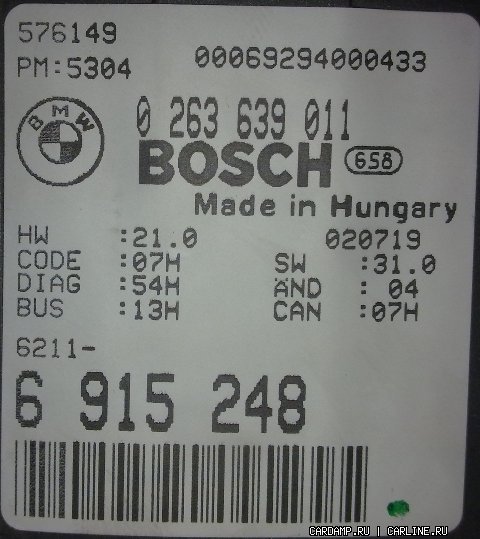 576149
PM:5304
00069294000433
BMW
0 263 639 011
BOSCH 658
Made in Hungary
HW :21.0 020719
CODE :07H SW :31.0
DIAG :54H ÄND : 04
BUS :13H CAN :07H
6211-
6 915 248
CARDAMP.RU | CARLINE.RU